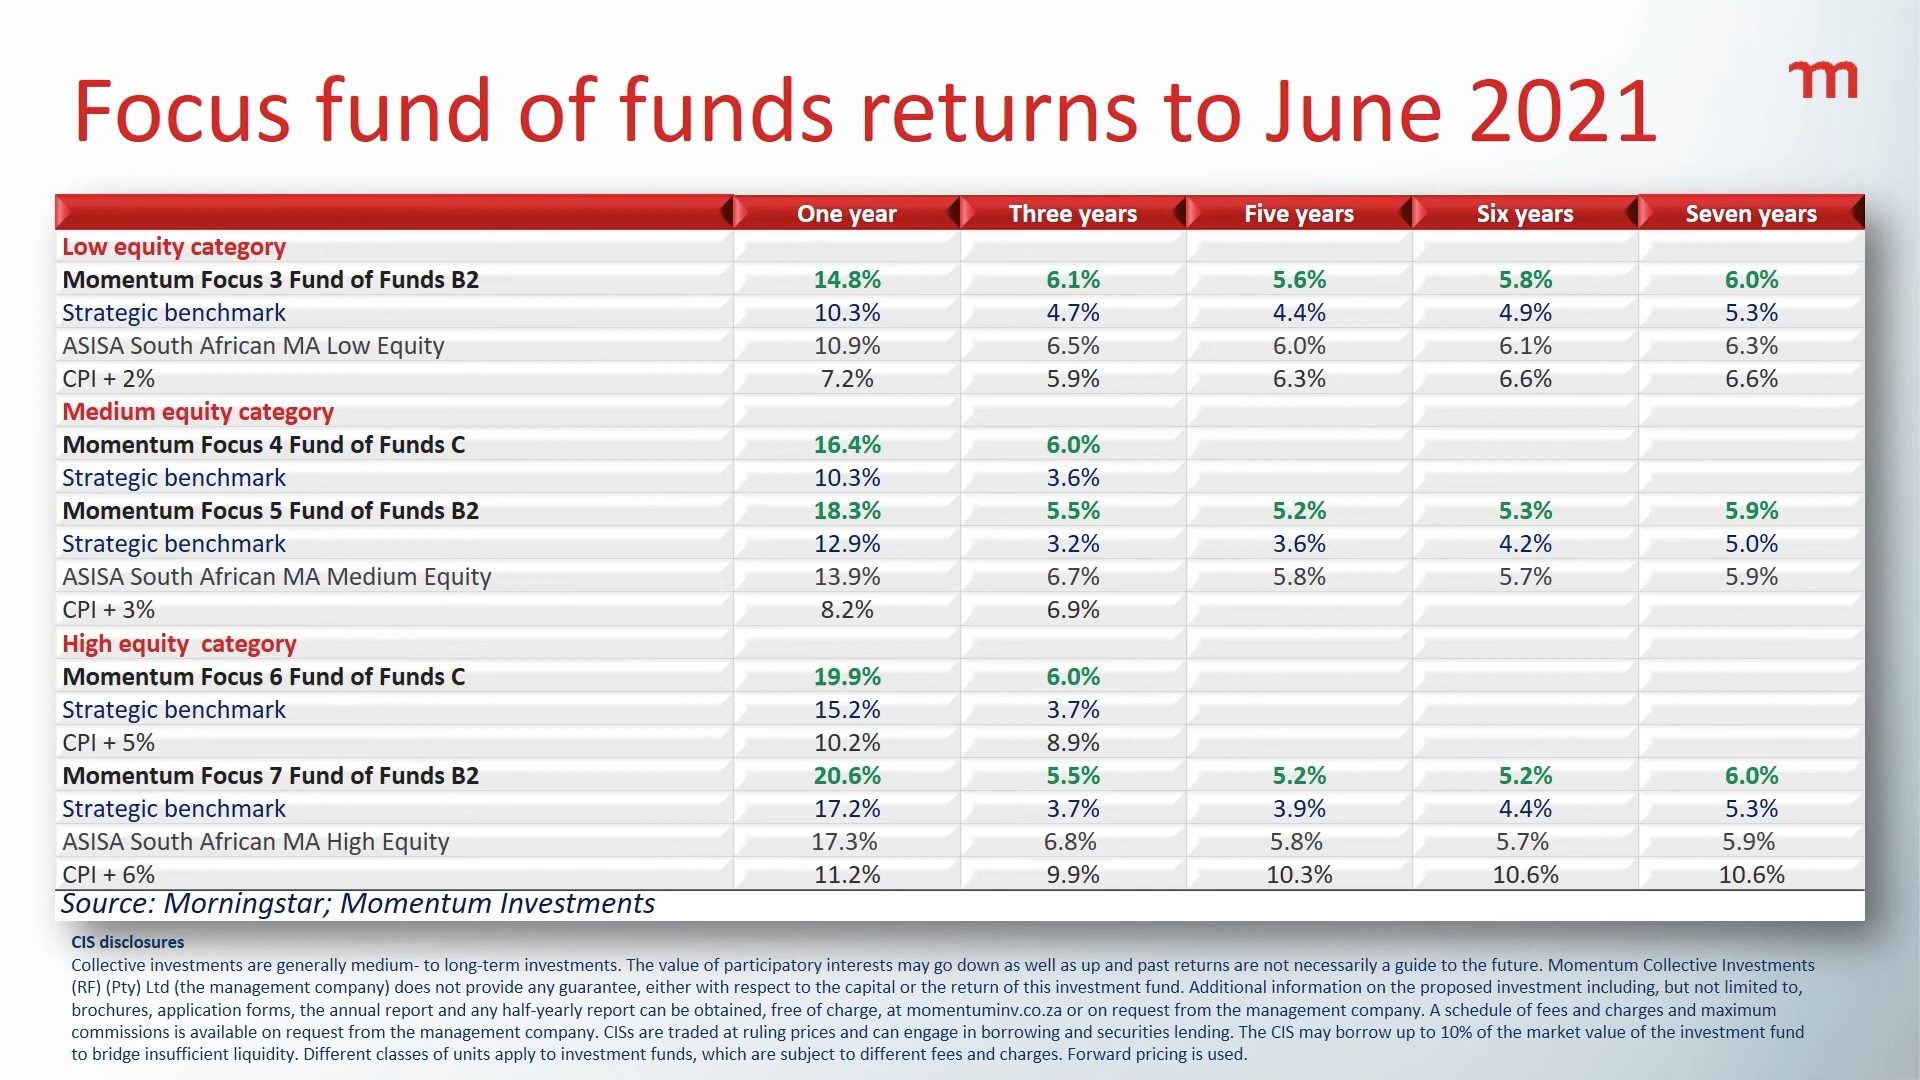 Focus fund of funds returns to June 2021
m
One year Three years Five years Six years Seven years
Low equity category
Momentum Focus 3 Fund of Funds B2 14.8% 6.1% 5.6% 5.8% 6.0%
Strategic benchmark 10.3% 4.7% 4.4% 4.9% 5.3%
ASISA South African MA Low Equity 10.9% 6.5% 6.0% 6.1% 6.3%
CPI + 2% 7.2% 5.9% 6.3% 6.6% 6.6%
Medium equity category
Momentum Focus 4 Fund of Funds C 16.4% 6.0%
Strategic benchmark 10.3% 3.6%
Momentum Focus 5 Fund of Funds B2 18.3% 5.5% 5.2% 5.3% 5.9%
Strategic benchmark 12.9% 3.2% 3.6% 4.2% 5.0%
ASISA South African MA Medium Equity 13.9% 6.7% 5.8% 5.7% 5.9%
CPI + 3% 8.2% 6.9%
High equity  category
Momentum Focus 6 Fund of Funds C 19.9% 6.0%
Strategic benchmark 15.2% 3.7%
CPI + 5% 10.2% 8.9%
Momentum Focus 7 Fund of Funds B2 20.6% 5.5% 5.2% 5.2% 6.0%
Strategic benchmark 17.2% 3.7% 3.9% 4.4% 5.3%
ASISA South African MA High Equity 17.3% 6.8% 5.8% 5.7% 5.9%
CPI + 6% 11.2% 9.9% 10.3% 10.6% 10.6%
Source: Morningstar; Momentum Investments
CIS disclosures
Collective investments are generally medium- to long-term investments. The value of participatory interests may go down as well as up and past returns are not necessarily a guide to the future. Momentum Collective Investments
(RF) (Pty) Ltd (the management company) does not provide any guarantee, either with respect to the capital or the return of this investment fund. Additional information on the proposed investment including, but not limited to,
brochures, application forms, the annual report and any half-yearly report can be obtained, free of charge, at momentuminv.co.za or on request from the management company. A schedule of fees and charges and maximum
commissions is available on request from the management company. CISs are traded at ruling prices and can engage in borrowing and securities lending. The CIS may borrow up to 10% of the market value of the investment fund
to bridge insufficient liquidity. Different classes of units apply to investment funds, which are subject to different fees and charges. Forward pricing is used.